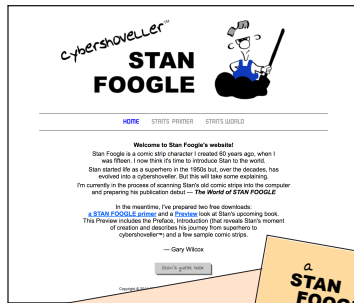 cybershoveller™
STAN
FOOGLE
HOME STAN'S PRIMER STAN'S WORLD
Welcome to Stan Foogle's website!
Stan Foogle is a comic strip character I created 60 years ago, when I
was fifteen. I now think it's time to introduce Stan to the world.
Stan started life as a superhero in the 1950s but, over the decades, has
evolved into a cybershoveller. But this will take some explaining.
I'm currently in the process of scanning Stan's old comic strips into the computer
and preparing his publication debut — The World of STAN FOOGLE
In the meantime, I've prepared two free downloads:
a STAN FOOGLE primer and a Preview look at Stan's upcoming book.
This Preview includes the Preface, Introduction (that reveals Stan's moment
of creation and describes his journey from superhero to
cybershoveller™) and a few sample comic strips.
— Gary Wilcox
Stan's guest book
Copyright ©
a
STAN
FOOG